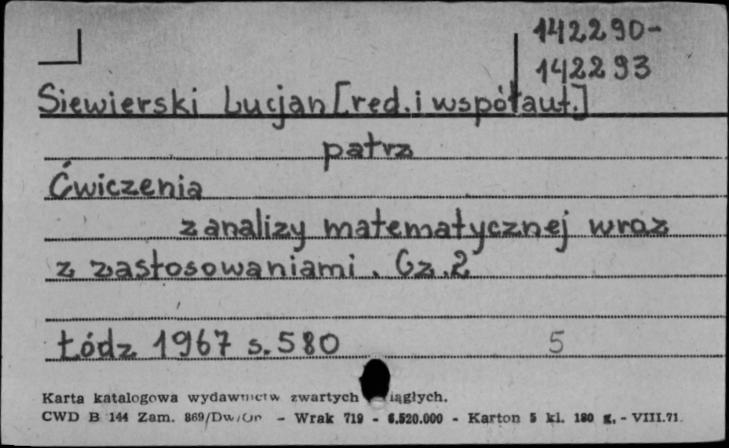 142290-
142293
Siewierski Lucjan [red. i współaut.]
patrz
Ćwiczenia
z analizy matematycznej wraz
z zastosowaniami. Cz. 2
Łódz 1967 s. 580 5
Karta katalogowa wydawnictw zwartych iągłych.
CWD B 144 Zam. 869/Dw/ - Wrak 719 - 6.520.000 - Karton 5 kl. 180 g. - VIII.71